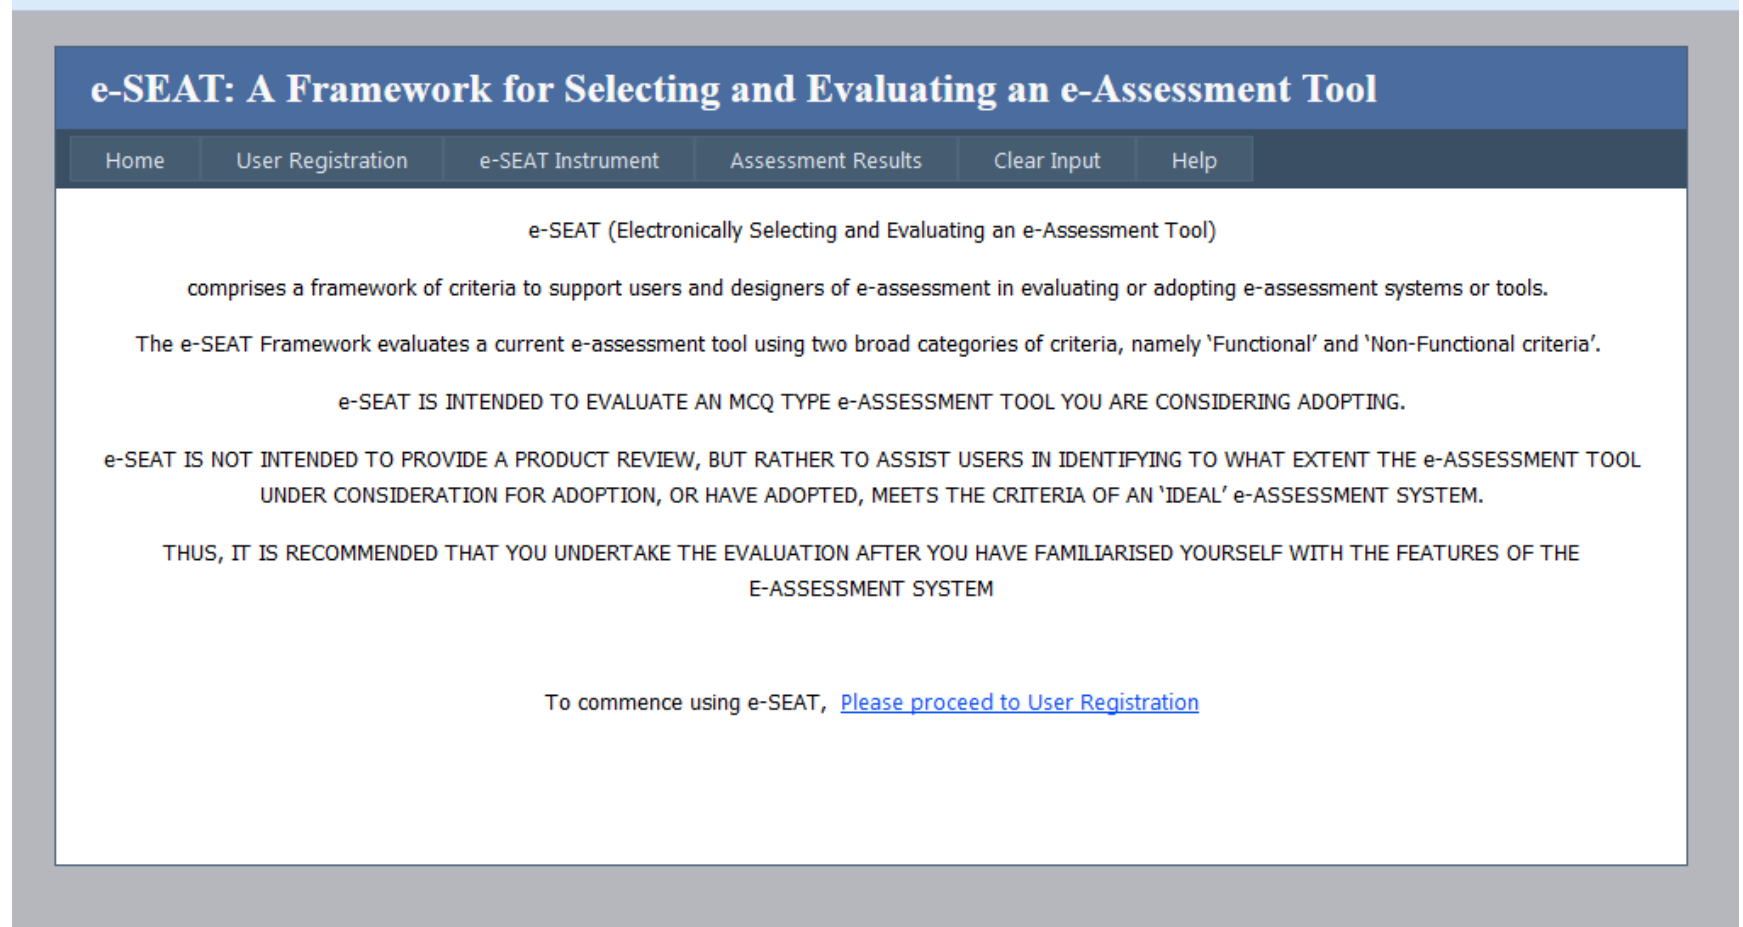 e-SEAT: A Framework for Selecting and Evaluating an e-Assessment Tool
Home User Registration e-SEAT Instrument Assessment Results Clear Input Help
e-SEAT (Electronically Selecting and Evaluating an e-Assessment Tool)
comprises a framework of criteria to support users and designers of e-assessment in evaluating or adopting e-assessment systems or tools.
The e-SEAT Framework evaluates a current e-assessment tool using two broad categories of criteria, namely ‘Functional’ and ‘Non-Functional criteria’.
e-SEAT IS INTENDED TO EVALUATE AN MCQ TYPE e-ASSESSMENT TOOL YOU ARE CONSIDERING ADOPTING.
e-SEAT IS NOT INTENDED TO PROVIDE A PRODUCT REVIEW, BUT RATHER TO ASSIST USERS IN IDENTIFYING TO WHAT EXTENT THE e-ASSESSMENT TOOL
UNDER CONSIDERATION FOR ADOPTION, OR HAVE ADOPTED, MEETS THE CRITERIA OF AN ‘IDEAL’ e-ASSESSMENT SYSTEM.
THUS, IT IS RECOMMENDED THAT YOU UNDERTAKE THE EVALUATION AFTER YOU HAVE FAMILIARISED YOURSELF WITH THE FEATURES OF THE
E-ASSESSMENT SYSTEM
To commence using e-SEAT, Please proceed to User Registration